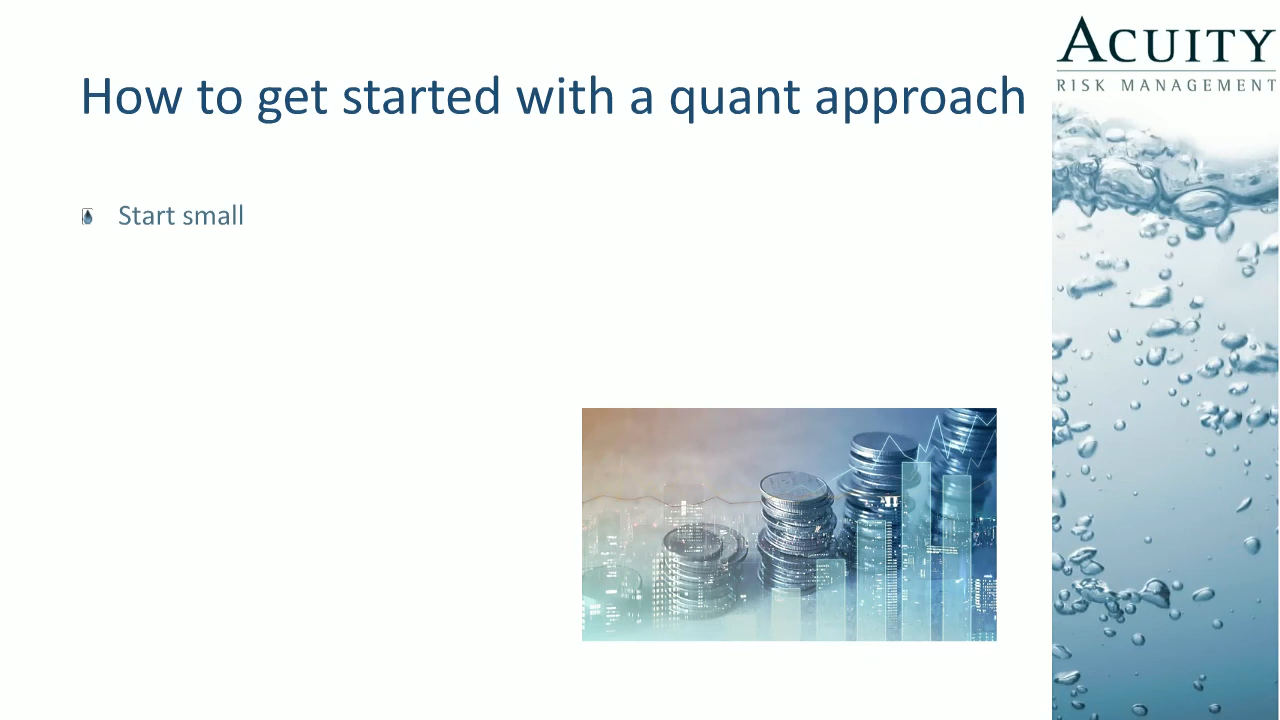 How to get started with a quant approach
Start small
ACUITY
RISK MANAGEMENT